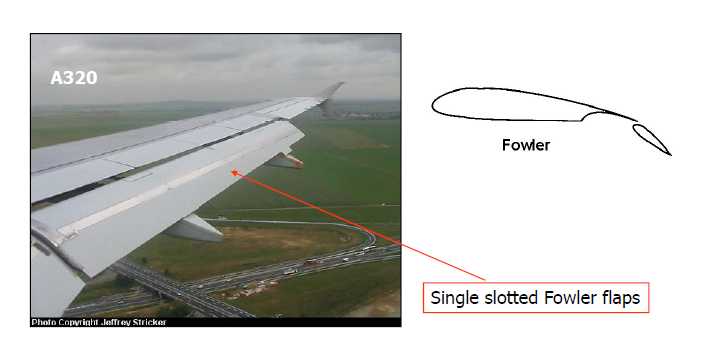 A320
Fowler
Single slotted Fowler flaps
Photo Copyright Jeffrey Stricker